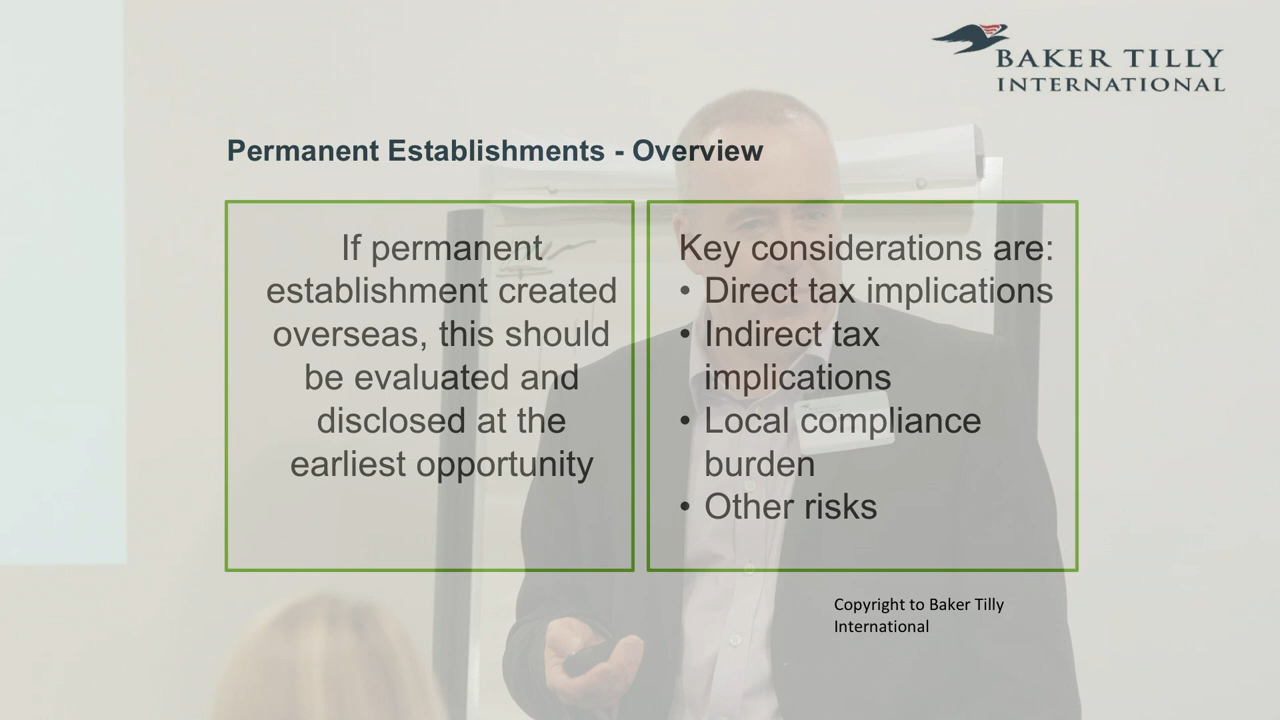 BAKER TILLY
INTERNATIONAL
Permanent Establishments - Overview
If permanent
establishment created
overseas, this should
be evaluated and
disclosed at the
earliest opportunity
Key considerations are:
• Direct tax implications
• Indirect tax
implications
• Local compliance
burden
• Other risks
Copyright to Baker Tilly
International